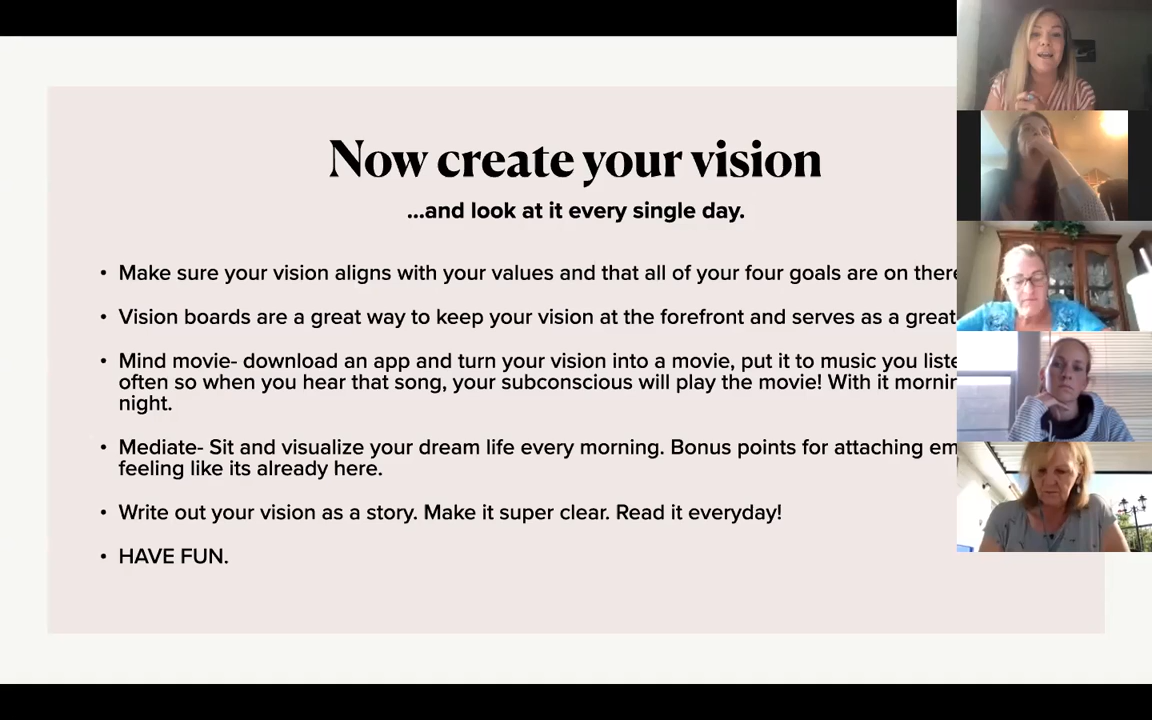 Now create your vision
...and look at it every single day.
• Make sure your vision aligns with your values and that all of your four goals are on there
• Vision boards are a great way to keep your vision at the forefront and serves as a great
• Mind movie- download an app and turn your vision into a movie, put it to music you
often so when you hear that song, your subconscious will play the movie! With it
night.
• Mediate- Sit and visualize your dream life every morning. Bonus points for attaching
feeling like its already here.
• Write out your vision as a story. Make it super clear. Read it everyday!
• HAVE FUN.